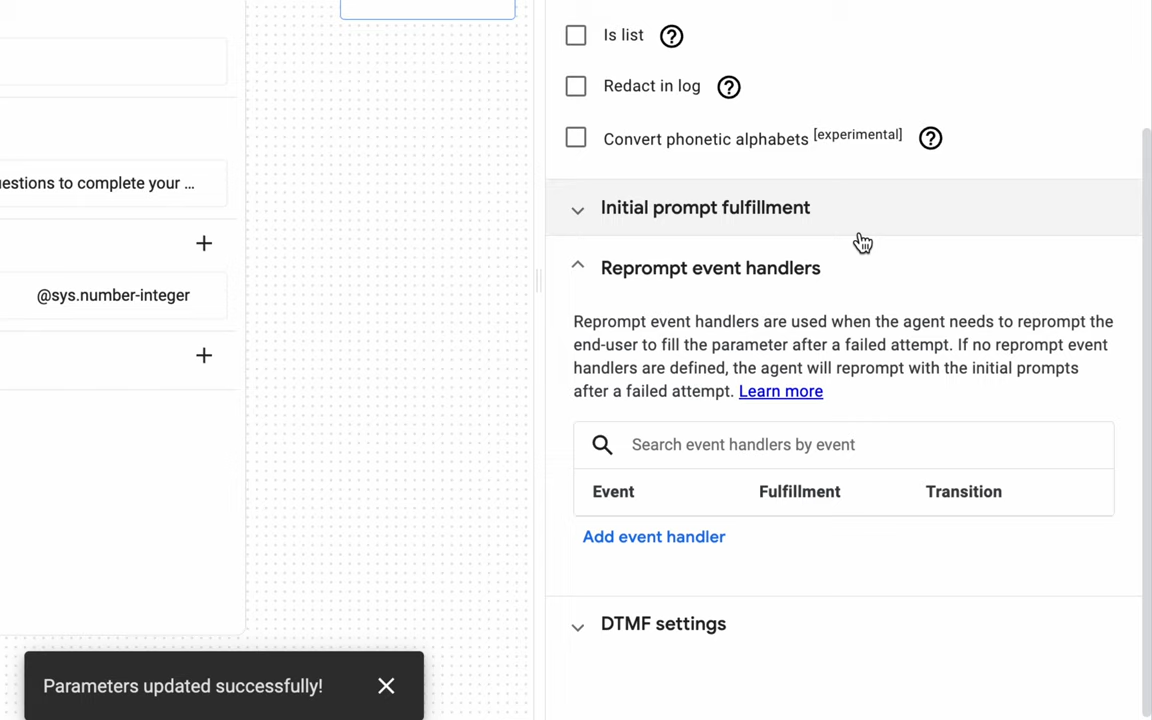 Is list
Redact in log
Convert phonetic alphabets [experimental]
estions to complete your ...
Initial prompt fulfillment
Reprompt event handlers
@sys.number-integer
Reprompt event handlers are used when the agent needs to reprompt the
end-user to fill the parameter after a failed attempt. If no reprompt event
handlers are defined, the agent will reprompt with the initial prompts
after a failed attempt. Learn more
Search event handlers by event
Event Fulfillment Transition
Add event handler
DTMF settings
Parameters updated successfully!